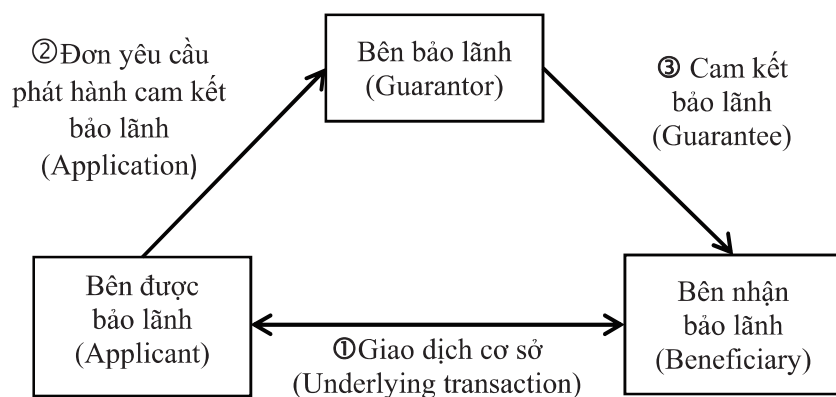 ②Đơn yêu cầu
phát hành cam kết
bảo lãnh
(Application)
Bên bảo lãnh
(Guarantor)
③ Cam kết
bảo lãnh
(Guarantee)
Bên được
bảo lãnh
(Applicant)
①Giao dịch cơ sở
(Underlying transaction)
Bên nhận
bảo lãnh
(Beneficiary)